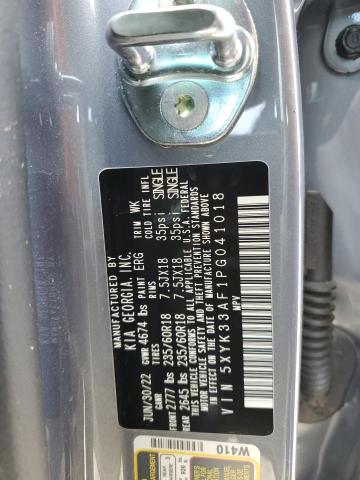 MANUFACTURED BY
KIA GEORGIA, INC.
JUN/30/22 GVWR 4674 lbs PAINT ERG TRIM WK
GAWR TIRES RIMS COLD TIRE INFL
FRONT 2777 lbs 235/60R18 7.5JX18 35psi SINGLE
REAR 2645 lbs 235/60R18 7.5JX18 35psi SINGLE
THIS VEHICLE CONFORMS TO ALL APPLICABLE U.S.A. FEDERAL
MOTOR VEHICLE SAFETY AND THEFT PREVENTION STANDARDS
IN EFFECT ON THE DATE OF MANUFACTURE SHOWN ABOVE.
VIN 5XYK33AF1PG041018
MPV
W410